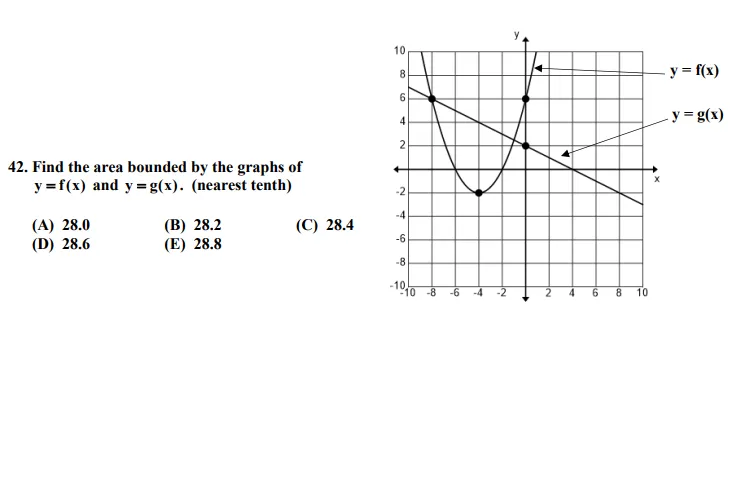 42. Find the area bounded by the graphs of
y = f(x) and y = g(x). (nearest tenth)
(A) 28.0 (B) 28.2 (C) 28.4
(D) 28.6 (E) 28.8
y
10
8
6
4
2
-2
-4
-6
-8
-10
-10 -8 -6 -4 -2 2 4 6 8 10
x
y = f(x)
y = g(x)